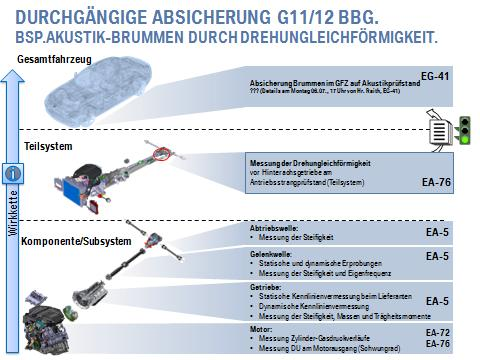 DURCHGÄNGIGE ABSICHERUNG G11/12 BBG.
BSP.AKUSTIK-BRUMMEN DURCH DREHUNGLEICHFÖRMIGKEIT.
Gesamtfahrzeug
EG-41
Absicherung Brummen im GFZ auf Akustikprüfstand
??? (Details am Montag 06.07., 17 Uhr von Hr. Raith, EG-41)
Teilsystem
Messung der Drehungleichförmigkeit
vor Hinterachsgetriebe am
Antriebsstrangprüfstand (Teilsystem)
EA-76
i
Wirkkette
Komponente/Subsystem
Abtriebswelle:
• Messung der Steifigkeit
EA-5
Gelenkwelle:
• Statische und dynamische Erprobungen
• Messung der Steifigkeit und Eigenfrequenz
EA-5
Getriebe:
• Statische Kennlinienvermessung beim Lieferanten
• Dynamische Kennlinienvermessung
• Messung der Steifigkeit, Massen und Trägheitsmomente
EA-5
Motor:
• Messung Zylinder-Gasdruckverläufe
• Messung DU am Motorausgang (Schwungrad)
EA-72
EA-76